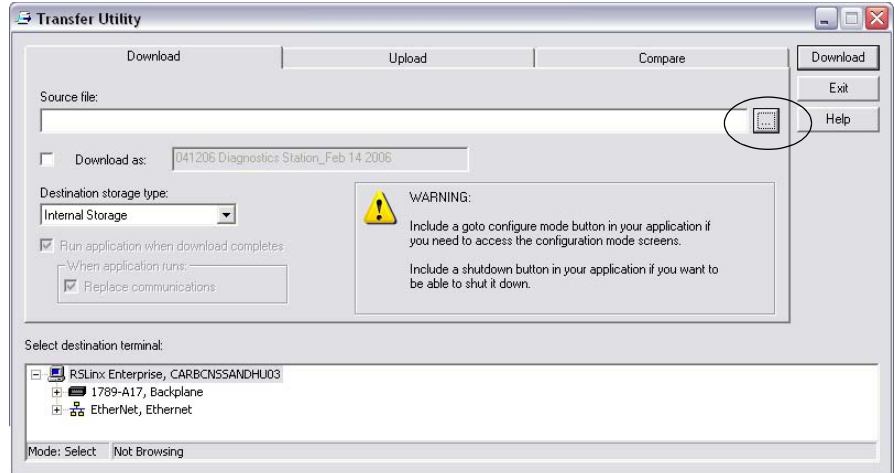 Transfer Utility
Download
Upload
Compare
Download
Exit
Help
Source file:
...
Download as:
041206 Diagnostics Station_Feb 14 2006
Destination storage type:
Internal Storage
Run application when download completes
When application runs:
Replace communications
WARNING:
Include a goto configure mode button in your application if
you need to access the configuration mode screens.
Include a shutdown button in your application if you want to
be able to shut it down.
Select destination terminal:
RSLinx Enterprise, CARBCNSSANDHU03
1789-A17, Backplane
EtherNet, Ethernet
Mode: Select
Not Browsing